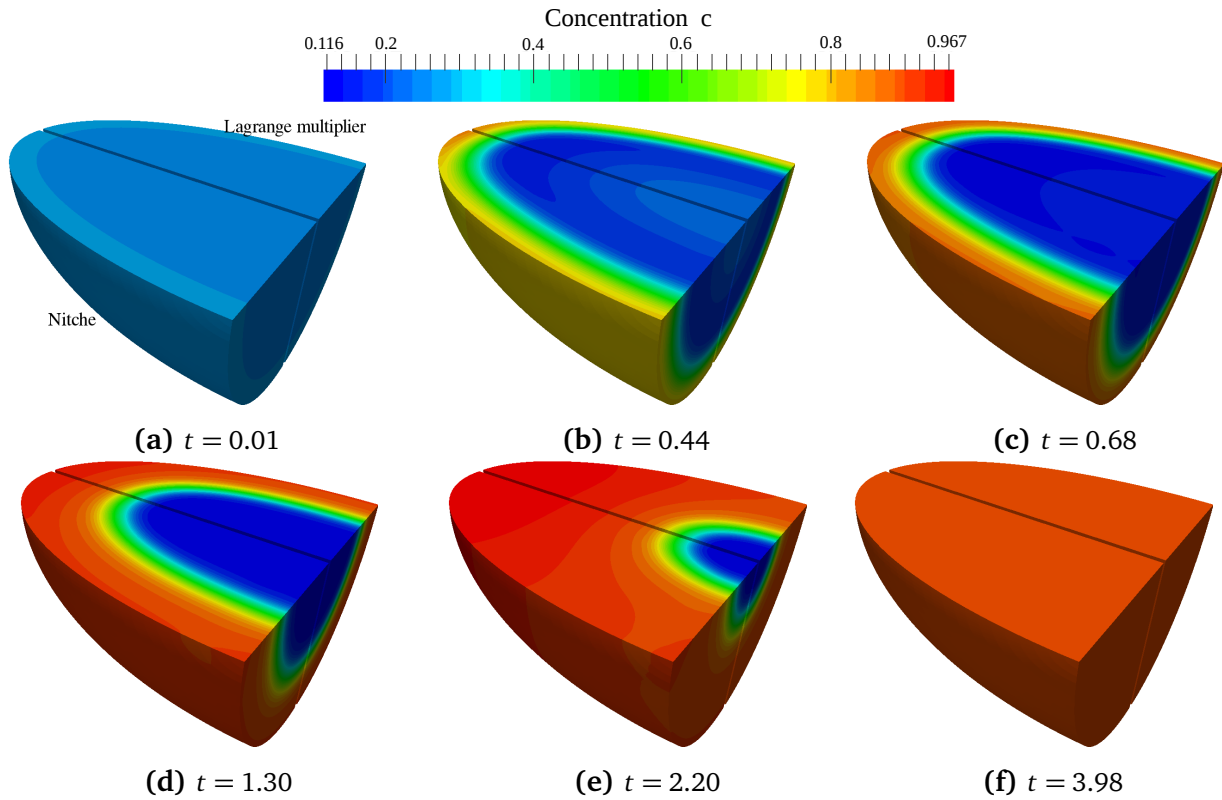 Concentration c
0.116 0.2 0.4 0.6 0.8 0.967
Lagrange multiplier
Nitche
(a) t = 0.01
(b) t = 0.44
(c) t = 0.68
(d) t = 1.30
(e) t = 2.20
(f) t = 3.98